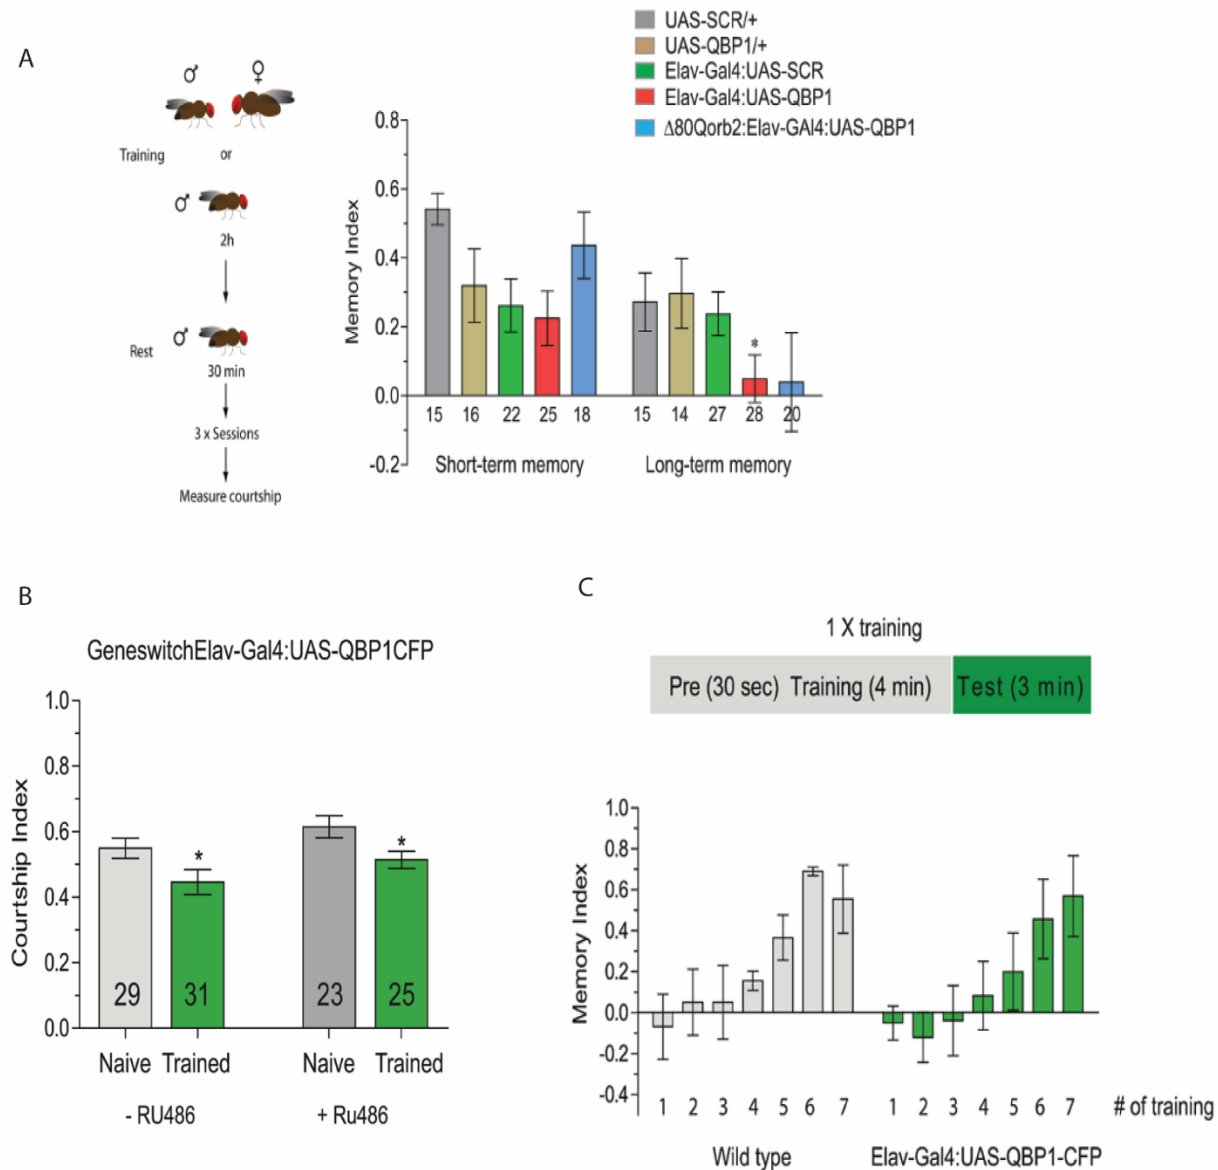 A
UAS-SCR/+
UAS-QBP1/+
Elav-Gal4:UAS-SCR
Elav-Gal4:UAS-QBP1
Δ80Qorb2:Elav-GAl4:UAS-QBP1
♂ ♀
Training or
♂
2h
Rest ♂
30 min
3 x Sessions
Measure courtship
Memory Index
0.8
0.6
0.4
0.2
0.0
-0.2
*
15 16 22 25 18 15 14 27 28 20
Short-term memory Long-term memory
B
GeneswitchElav-Gal4:UAS-QBP1CFP
Courtship Index
1.0
0.8
0.6
0.4
0.2
0.0
* *
29 31 23 25
Naive Trained Naive Trained
- RU486 + Ru486
C
1 X training
Pre (30 sec) Training (4 min) Test (3 min)
Memory Index
1.0
0.8
0.6
0.4
0.2
0.0
-0.2
-0.4
1 2 3 4 5 6 7 1 2 3 4 5 6 7 # of training
Wild type Elav-Gal4:UAS-QBP1-CFP